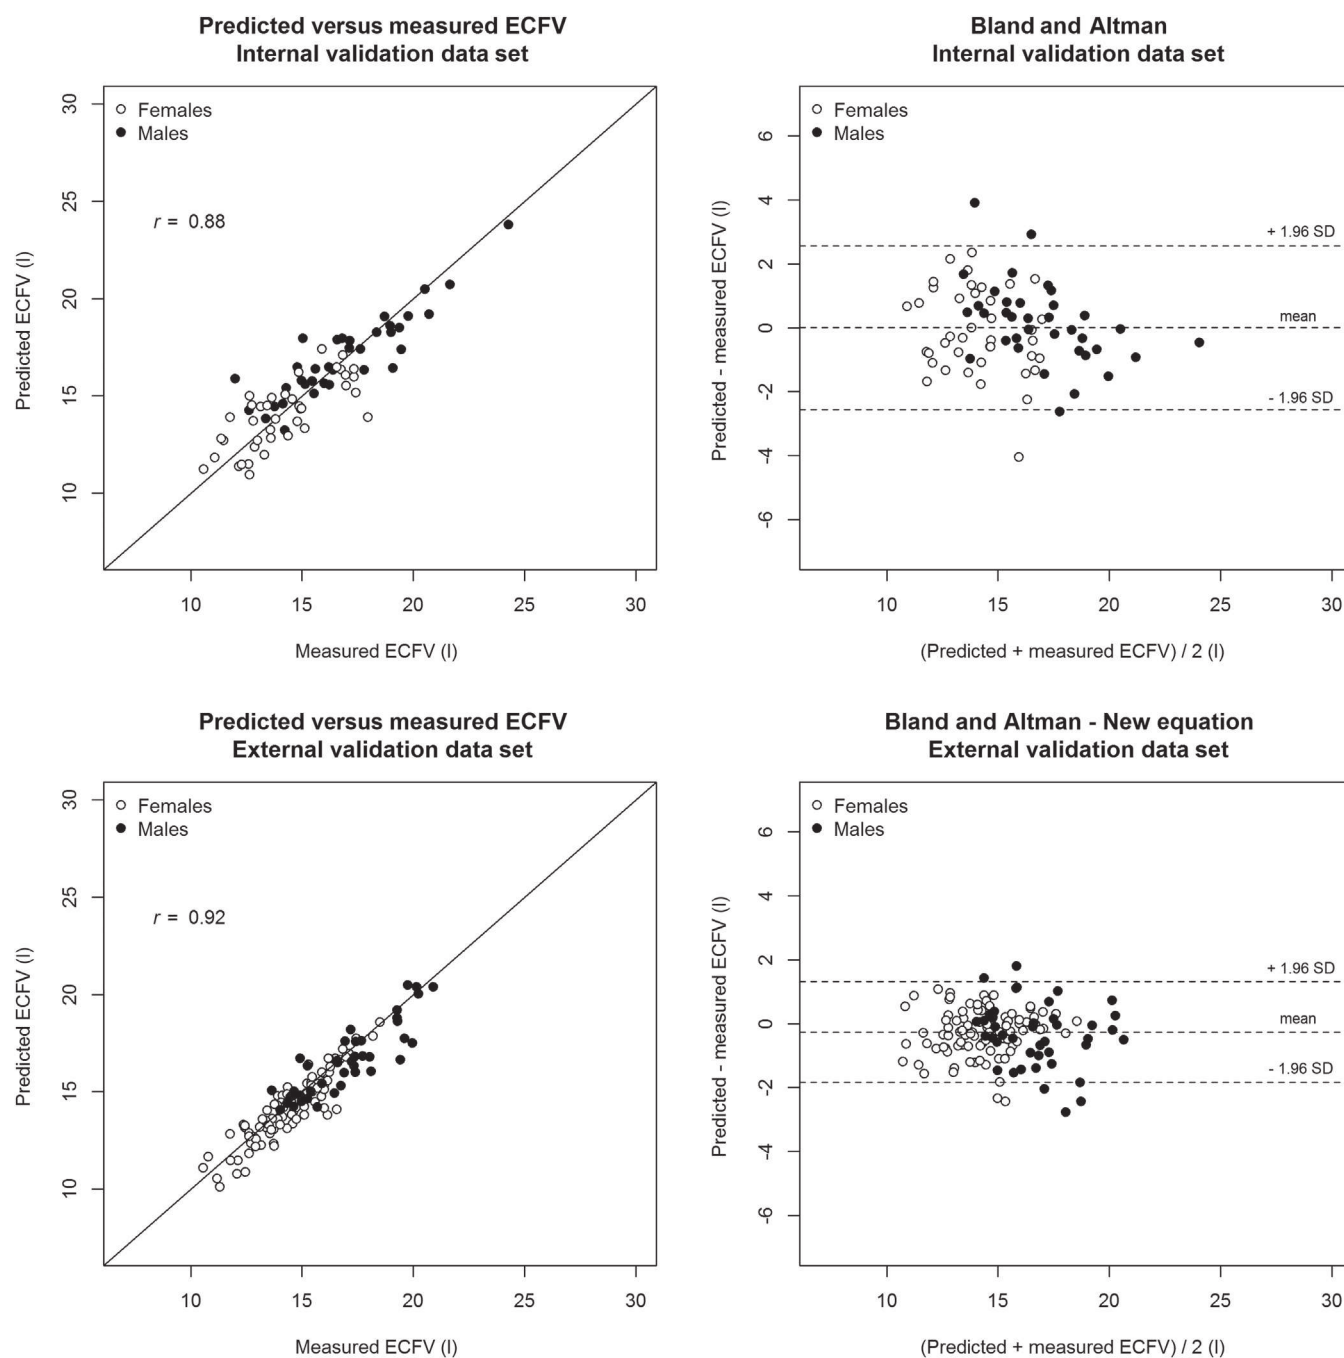 Predicted versus measured ECFV
Internal validation data set
Females
Males
r = 0.88
Predicted ECFV (l)
30
25
20
15
10
10 15 20 25 30
Measured ECFV (l)
Bland and Altman
Internal validation data set
Females
Males
+ 1.96 SD
mean
- 1.96 SD
Predicted - measured ECFV (l)
6
4
2
0
-2
-4
-6
10 15 20 25 30
(Predicted + measured ECFV) / 2 (l)
Predicted versus measured ECFV
External validation data set
Females
Males
r = 0.92
Predicted ECFV (l)
30
25
20
15
10
10 15 20 25 30
Measured ECFV (l)
Bland and Altman - New equation
External validation data set
Females
Males
+ 1.96 SD
mean
- 1.96 SD
Predicted - measured ECFV (l)
6
4
2
0
-2
-4
-6
10 15 20 25 30
(Predicted + measured ECFV) / 2 (l)